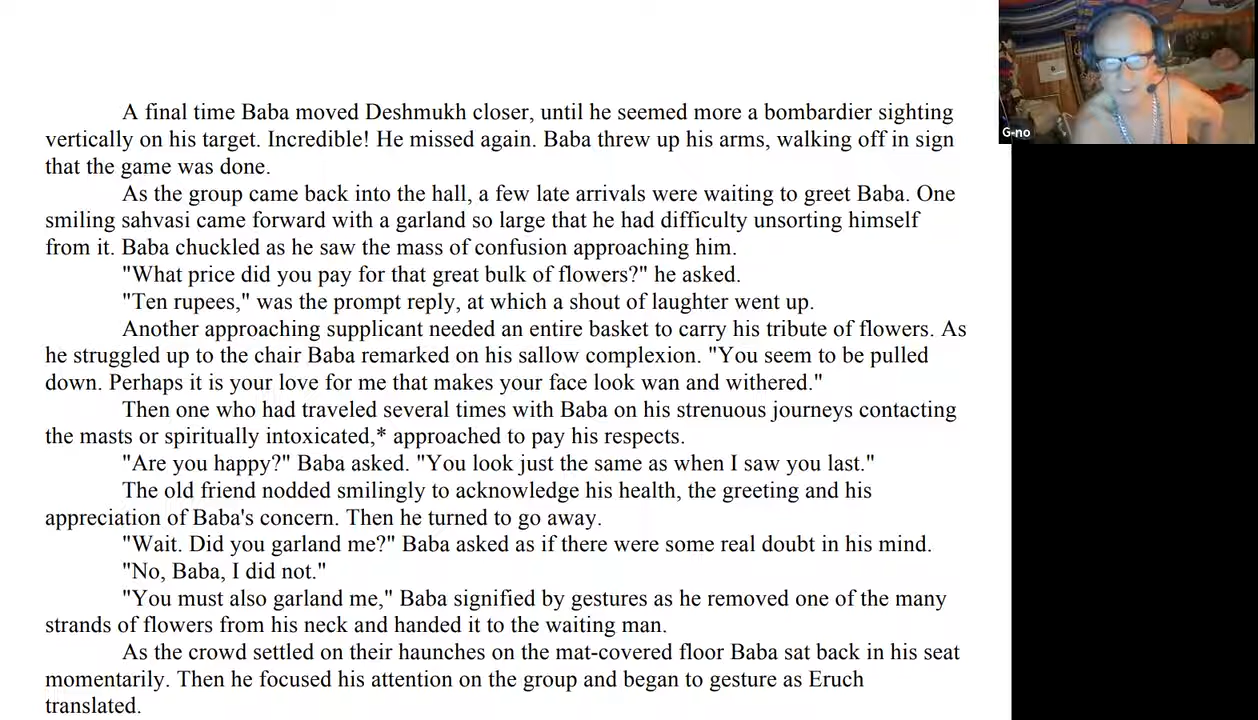 A final time Baba moved Deshmukh closer, until he seemed more a bombardier sighting
vertically on his target. Incredible! He missed again. Baba threw up his arms, walking off in sign
that the game was done.
As the group came back into the hall, a few late arrivals were waiting to greet Baba. One
smiling sahvasi came forward with a garland so large that he had difficulty unsorting himself
from it. Baba chuckled as he saw the mass of confusion approaching him.
"What price did you pay for that great bulk of flowers?" he asked.
"Ten rupees," was the prompt reply, at which a shout of laughter went up.
Another approaching supplicant needed an entire basket to carry his tribute of flowers. As
he struggled up to the chair Baba remarked on his sallow complexion. "You seem to be pulled
down. Perhaps it is your love for me that makes your face look wan and withered."
Then one who had traveled several times with Baba on his strenuous journeys contacting
the masts or spiritually intoxicated,* approached to pay his respects.
"Are you happy?" Baba asked. "You look just the same as when I saw you last."
The old friend nodded smilingly to acknowledge his health, the greeting and his
appreciation of Baba's concern. Then he turned to go away.
"Wait. Did you garland me?" Baba asked as if there were some real doubt in his mind.
"No, Baba, I did not."
"You must also garland me," Baba signified by gestures as he removed one of the many
strands of flowers from his neck and handed it to the waiting man.
As the crowd settled on their haunches on the mat-covered floor Baba sat back in his seat
momentarily. Then he focused his attention on the group and began to gesture as Eruch
translated.
G-no